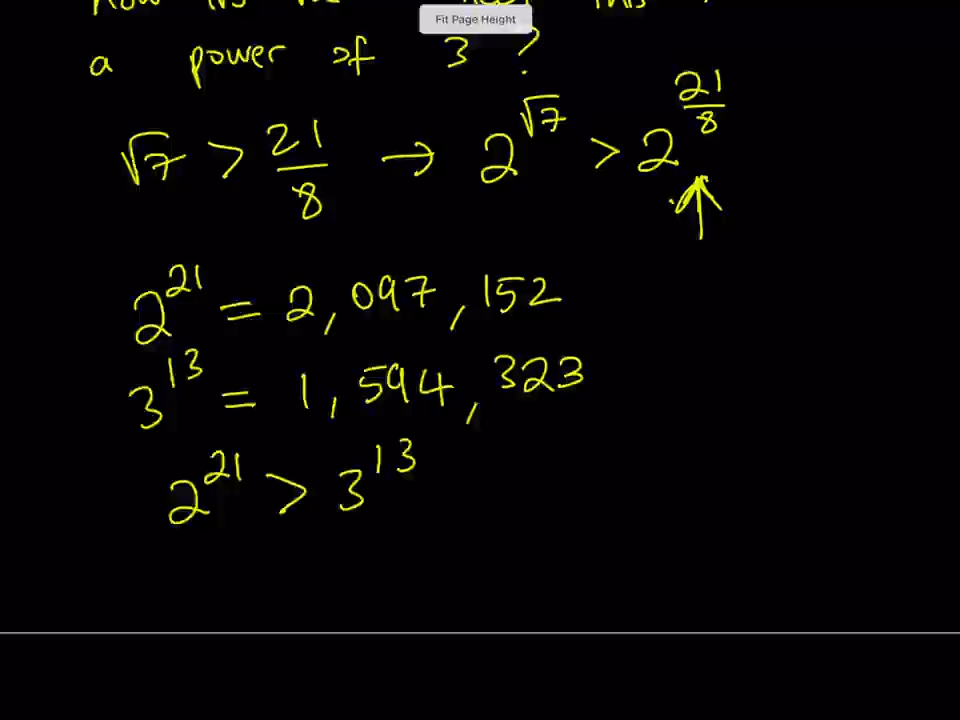 Fit Page Height
a power of 3 ?
√7 > 21/8 → 2^√7 > 2^21/8
2^21 = 2,097,152
3^13 = 1,594,323
2^21 > 3^13